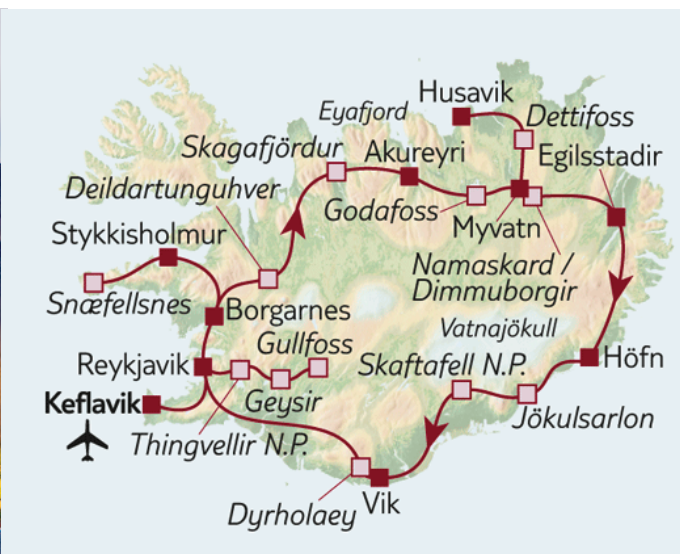 Husavik
Eyafjord
Dettifoss
Skagafjördur
Akureyri
Egilsstadir
Deildartunguhver
Godafoss
Myvatn
Stykkisholmur
Namaskard /
Dimmuborgir
Snæfellsnes
Borgarnes
Vatnajökull
Gullfoss
Reykjavik
Skaftafell N.P.
Höfn
Keflavik
Geysir
Jökulsarlon
Thingvellir N.P.
Dyrholaey
Vik